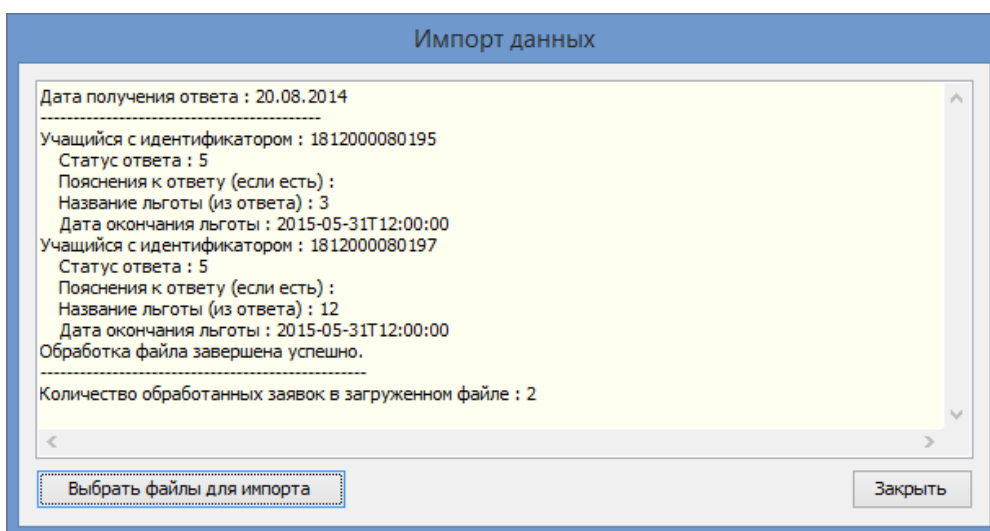 Импорт данных
Дата получения ответа : 20.08.2014
-------------------------------------------
Учащийся с идентификатором : 1812000080195
Статус ответа : 5
Пояснения к ответу (если есть) :
Название льготы (из ответа) : 3
Дата окончания льготы : 2015-05-31T12:00:00
Учащийся с идентификатором : 1812000080197
Статус ответа : 5
Пояснения к ответу (если есть) :
Название льготы (из ответа) : 12
Дата окончания льготы : 2015-05-31T12:00:00
Обработка файла завершена успешно.
--------------------------------------------------
Количество обработанных заявок в загруженном файле : 2
Выбрать файлы для импорта
Закрыть